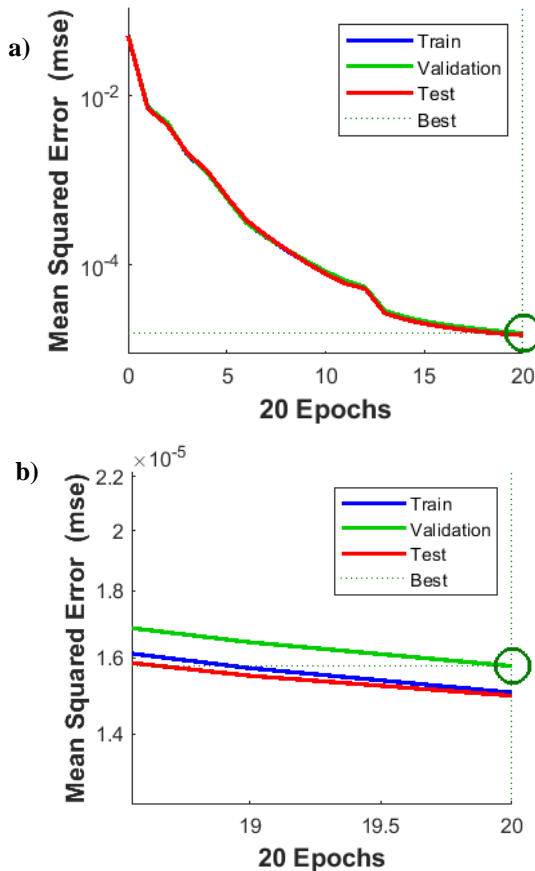 a)
Mean Squared Error (mse)
10^-2
10^-4
Train
Validation
Test
Best
0 5 10 15 20
20 Epochs
b)
×10^-5
Mean Squared Error (mse)
2.2
2
1.8
1.6
1.4
Train
Validation
Test
Best
19 19.5 20
20 Epochs